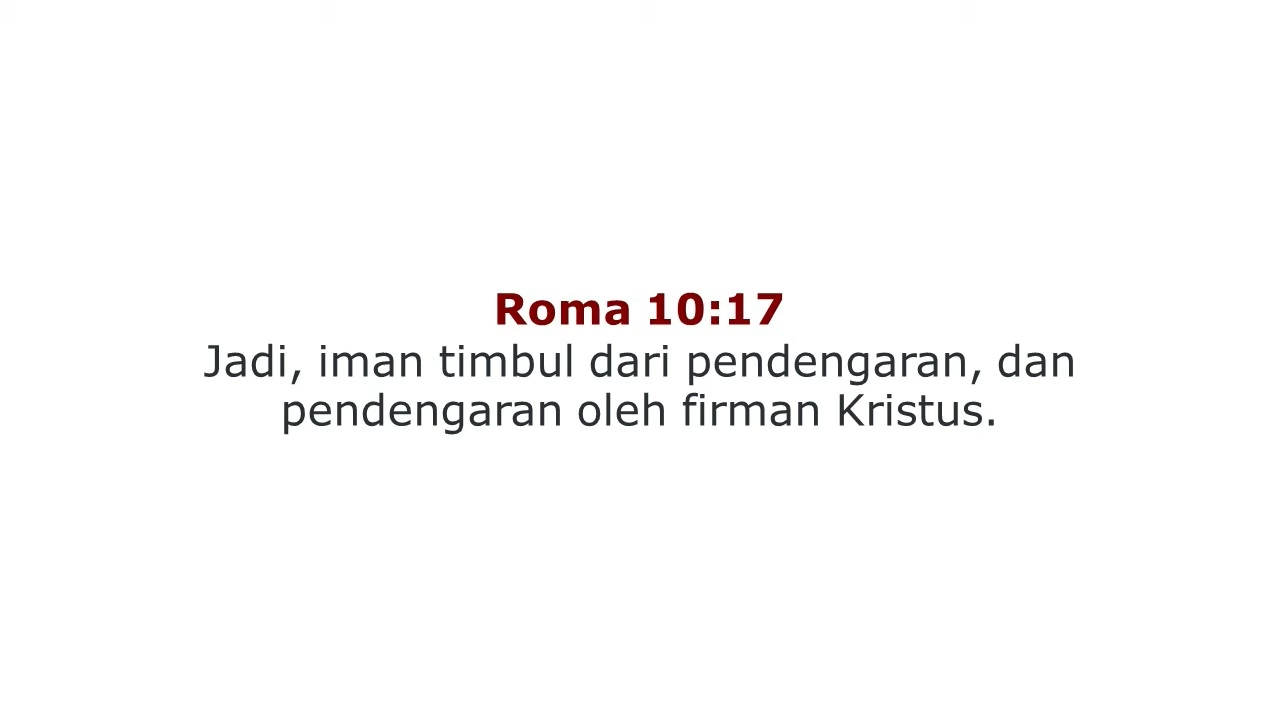 Roma 10:17
Jadi, iman timbul dari pendengaran, dan
pendengaran oleh firman Kristus.